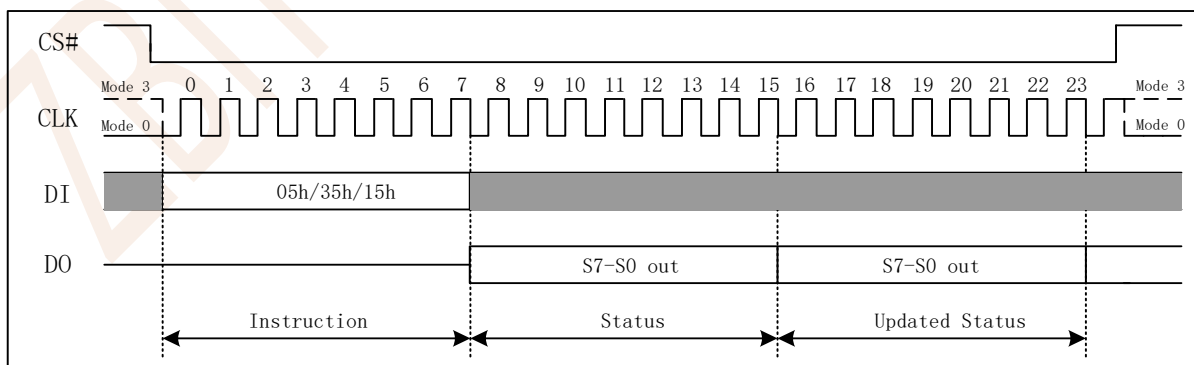 CS#
Mode 3 0 1 2 3 4 5 6 7 8 9 10 11 12 13 14 15 16 17 18 19 20 21 22 23 Mode 3
CLK
Mode 0 Mode 0
DI 05h/35h/15h
DO S7-S0 out S7-S0 out
Instruction Status Updated Status